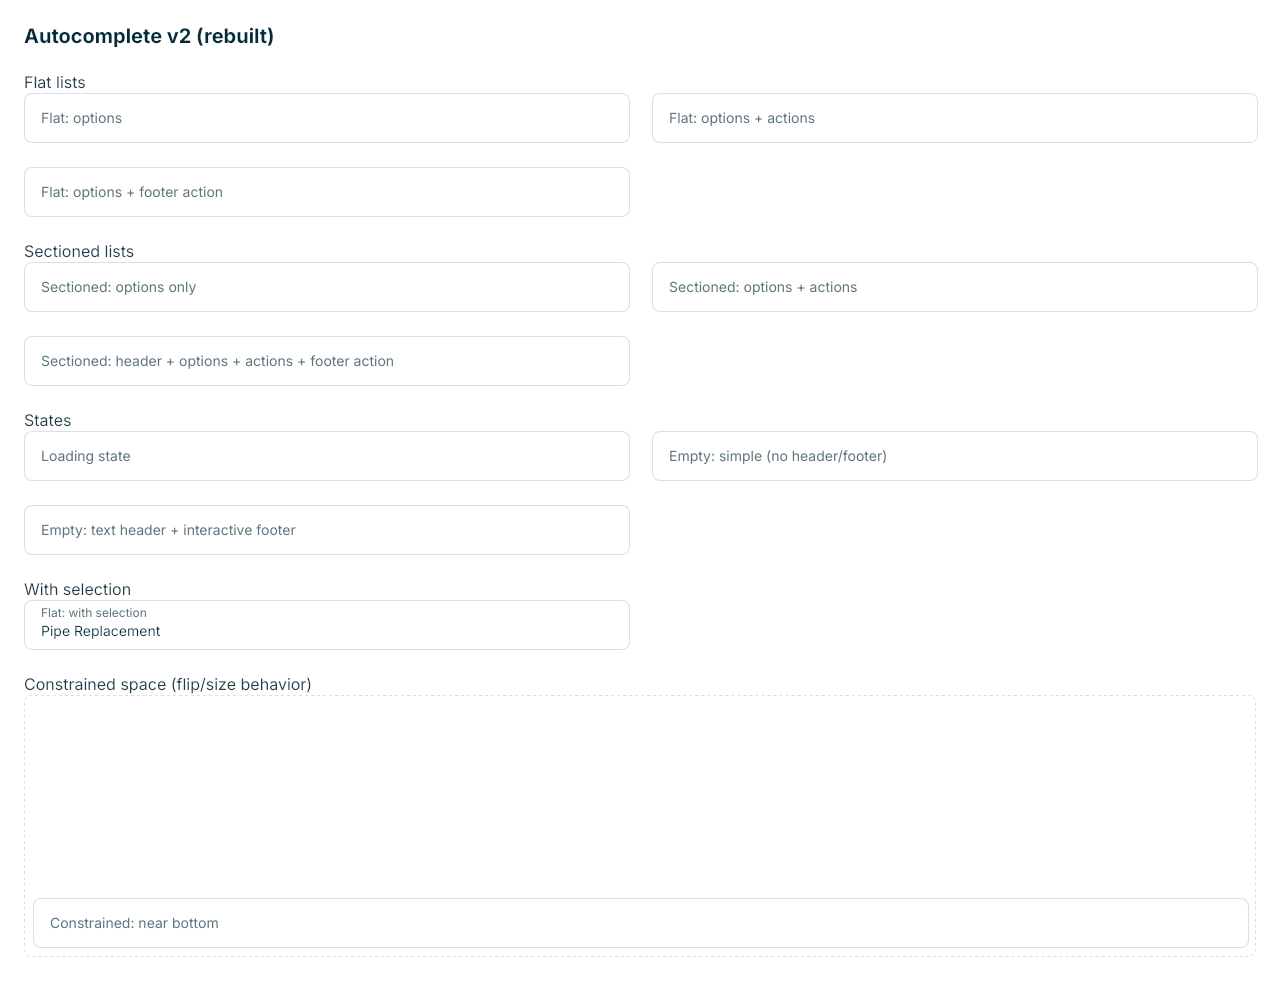 Autocomplete v2 (rebuilt)
Flat lists
Flat: options
Flat: options + actions
Flat: options + footer action
Sectioned lists
Sectioned: options only
Sectioned: options + actions
Sectioned: header + options + actions + footer action
States
Loading state
Empty: simple (no header/footer)
Empty: text header + interactive footer
With selection
Flat: with selection
Pipe Replacement
Constrained space (flip/size behavior)
Constrained: near bottom